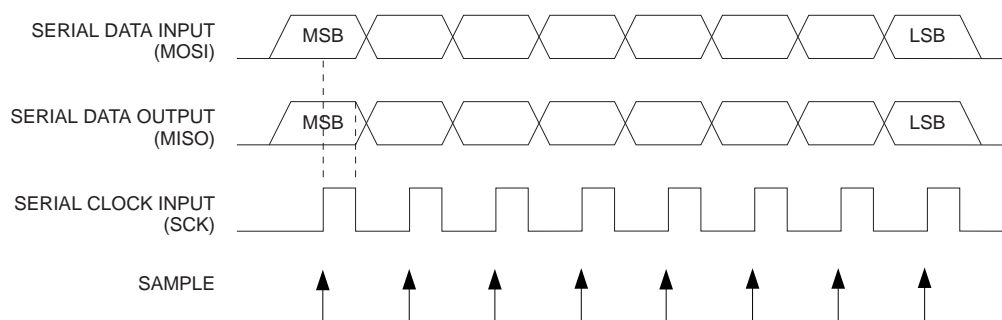 SERIAL DATA INPUT
(MOSI)
MSB
LSB
SERIAL DATA OUTPUT
(MISO)
MSB
LSB
SERIAL CLOCK INPUT
(SCK)
SAMPLE